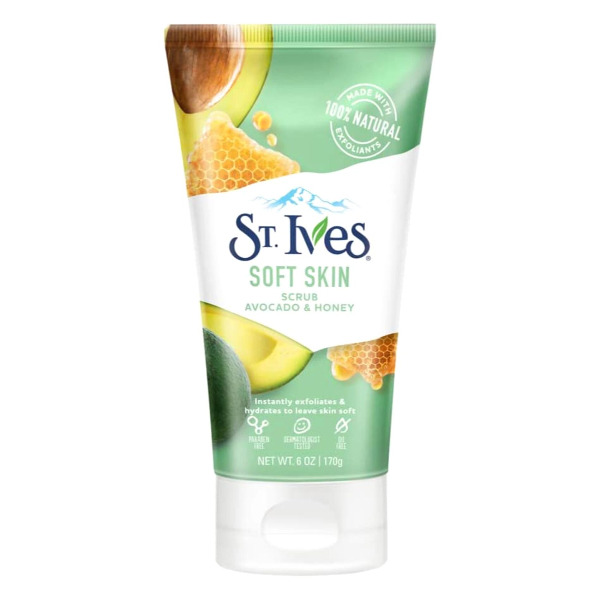 MADE WITH
100% NATURAL
EXFOLIANTS
ST. IVES®
SOFT SKIN
SCRUB
AVOCADO & HONEY
Instantly exfoliates &
hydrates to leave skin soft
PARABEN
FREE
DERMATOLOGIST
TESTED
OIL
FREE
NET WT. 6 OZ | 170g